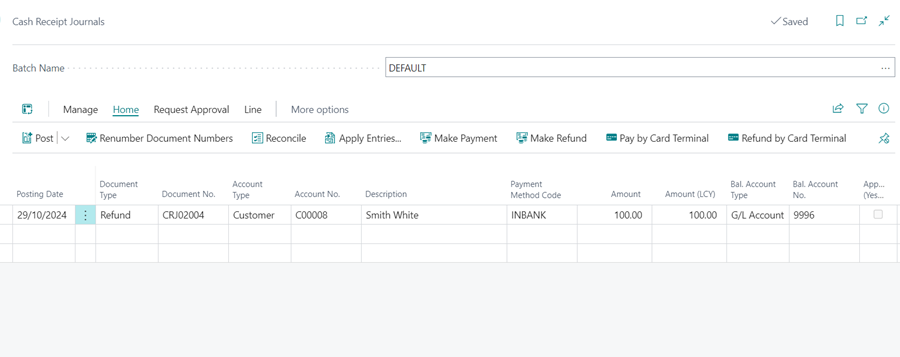 Cash Receipt Journals
Saved
Batch Name
DEFAULT
Manage Home Request Approval Line More options
Post Renumber Document Numbers Reconcile Apply Entries... Make Payment Make Refund Pay by Card Terminal Refund by Card Terminal
Posting Date Document Type Document No. Account Type Account No. Description Payment Method Code Amount Amount (LCY) Bal. Account Type Bal. Account No. App... (Yes...
29/10/2024 Refund CRJ02004 Customer C00008 Smith White INBANK 100.00 100.00 G/L Account 9996